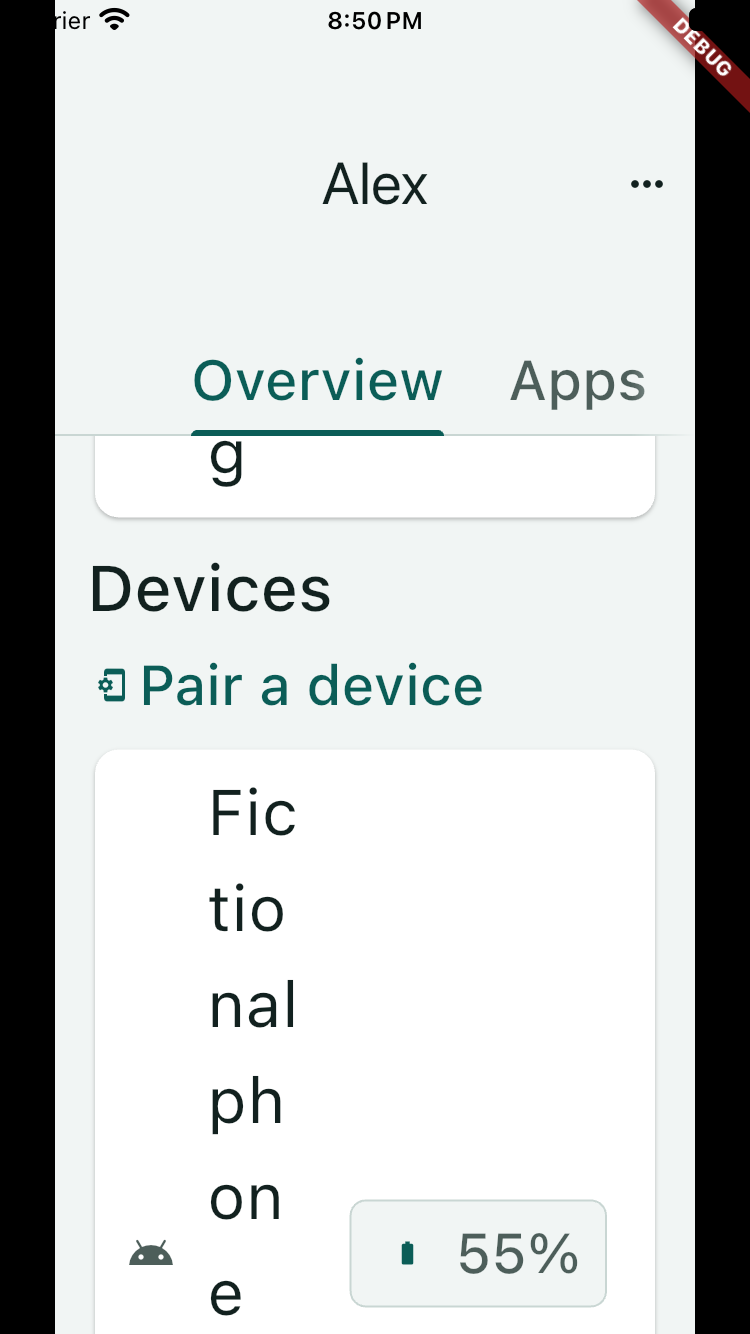 rier 8:50 PM
DEBUG
Alex
Overview Apps
g
Devices
Pair a device
Fic
tio
nal
ph
on
e
55%